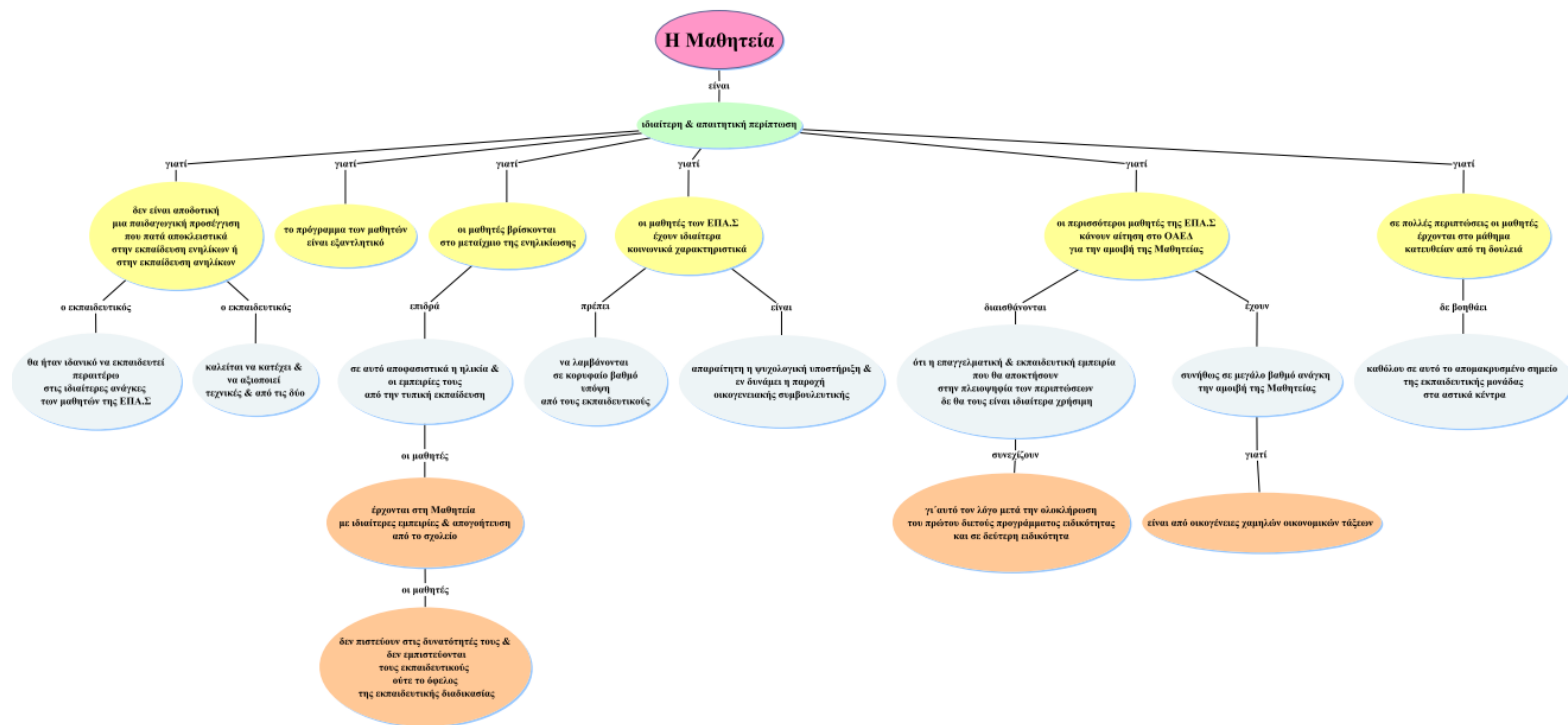 Η Μαθητεία
είναι
ιδιαίτερη & απαιτητική περίπτωση
γιατί
γιατί
γιατί
γιατί
γιατί
γιατί
δεν είναι αποδοτική
μια παιδαγωγική προσέγγιση
που πατά αποκλειστικά
στην εκπαίδευση ενηλίκων ή
στην εκπαίδευση ανηλίκων
το πρόγραμμα των μαθητών
είναι εξαντλητικό
οι μαθητές βρίσκονται
στο μεταίχμιο της ενηλικίωσης
οι μαθητές των ΕΠΑ.Σ
έχουν ιδιαίτερα
κοινωνικά χαρακτηριστικά
οι περισσότεροι μαθητές της ΕΠΑ.Σ
κάνουν αίτηση στο ΟΑΕΔ
για την αμοιβή της Μαθητείας
σε πολλές περιπτώσεις οι μαθητές
έρχονται στο μάθημα
κατευθείαν από τη δουλειά
ο εκπαιδευτικός
ο εκπαιδευτικός
επιδρά
πρέπει
είναι
διαισθάνονται
έχουν
δε βοηθάει
θα ήταν ιδανικό να εκπαιδευτεί
περαιτέρω
στις ιδιαίτερες ανάγκες
των μαθητών της ΕΠΑ.Σ
καλείται να κατέχει &
να αξιοποιεί
τεχνικές & από τις δύο
σε αυτό αποφασιστικά η ηλικία &
οι εμπειρίες τους
από την τυπική εκπαίδευση
να λαμβάνονται
σε κορυφαίο βαθμό
υπόψη
από τους εκπαιδευτικούς
απαραίτητη η ψυχολογική υποστήριξη &
εν δυνάμει η παροχή
οικογενειακής συμβουλευτικής
ότι η επαγγελματική & εκπαιδευτική εμπειρία
που θα αποκτήσουν
στην πλειοψηφία των περιπτώσεων
δε θα τους είναι ιδιαίτερα χρήσιμη
συνήθως σε μεγάλο βαθμό ανάγκη
την αμοιβή της Μαθητείας
καθόλου σε αυτό το απομακρυσμένο σημείο
της εκπαιδευτικής μονάδας
στα αστικά κέντρα
οι μαθητές
συνεχίζουν
γιατί
έρχονται στη Μαθητεία
με ιδιαίτερες εμπειρίες & απογοήτευση
από το σχολείο
γι΄αυτό τον λόγο μετά την ολοκλήρωση
του πρώτου διετούς προγράμματος ειδικότητας
και σε δεύτερη ειδικότητα
είναι από οικογένειες χαμηλών οικονομικών τάξεων
οι μαθητές
δεν πιστεύουν στις δυνατότητές τους &
δεν εμπιστεύονται
τους εκπαιδευτικούς
ούτε το όφελος
της εκπαιδευτικής διαδικασίας